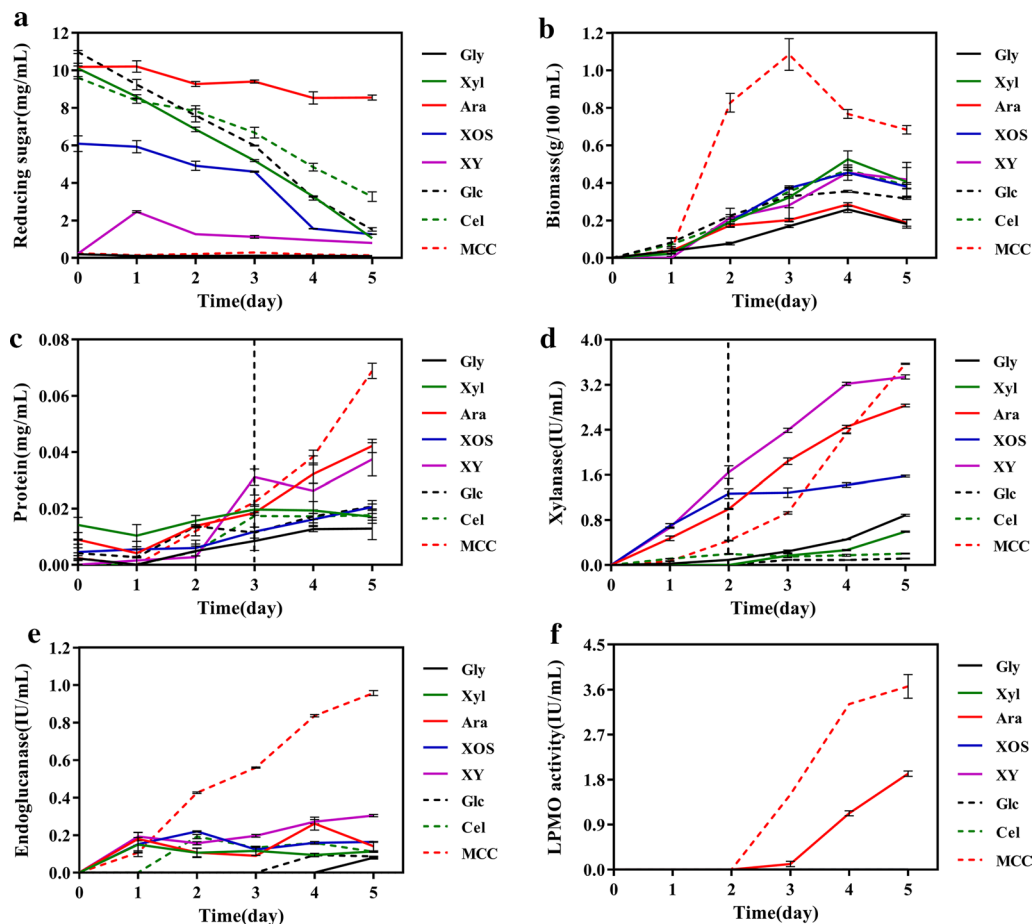 a
Reducing sugar(mg/mL)
12
10
8
6
4
2
0
0 1 2 3 4 5
Time(day)
Gly
Xyl
Ara
XOS
XY
Glc
Cel
MCC
b
Biomass(g/100 mL)
1.2
1.0
0.8
0.6
0.4
0.2
0.0
0 1 2 3 4 5
Time(day)
Gly
Xyl
Ara
XOS
XY
Glc
Cel
MCC
c
Protein(mg/mL)
0.08
0.06
0.04
0.02
0.00
0 1 2 3 4 5
Time(day)
Gly
Xyl
Ara
XOS
XY
Glc
Cel
MCC
d
Xylanase(IU/mL)
4.0
3.2
2.4
1.6
0.8
0.0
0 1 2 3 4 5
Time(day)
Gly
Xyl
Ara
XOS
XY
Glc
Cel
MCC
e
Endoglucanase(IU/mL)
1.2
1.0
0.8
0.6
0.4
0.2
0.0
0 1 2 3 4 5
Time(day)
Gly
Xyl
Ara
XOS
XY
Glc
Cel
MCC
f
LPMO activity(IU/mL)
4.5
3.6
2.7
1.8
0.9
0.0
0 1 2 3 4 5
Time(day)
Gly
Xyl
Ara
XOS
XY
Glc
Cel
MCC